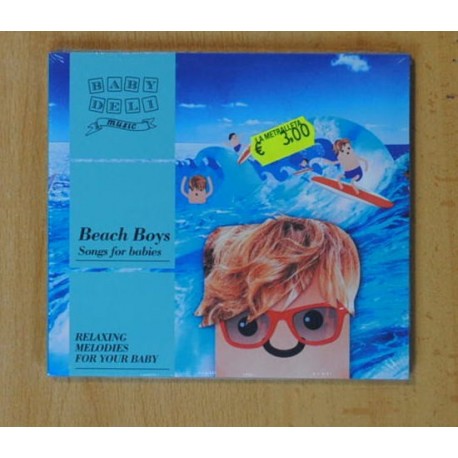 BABY
DELI
music
LA METRALLETA
€ 3,00
Beach Boys
Songs for babies
RELAXING
MELODIES
FOR YOUR BABY